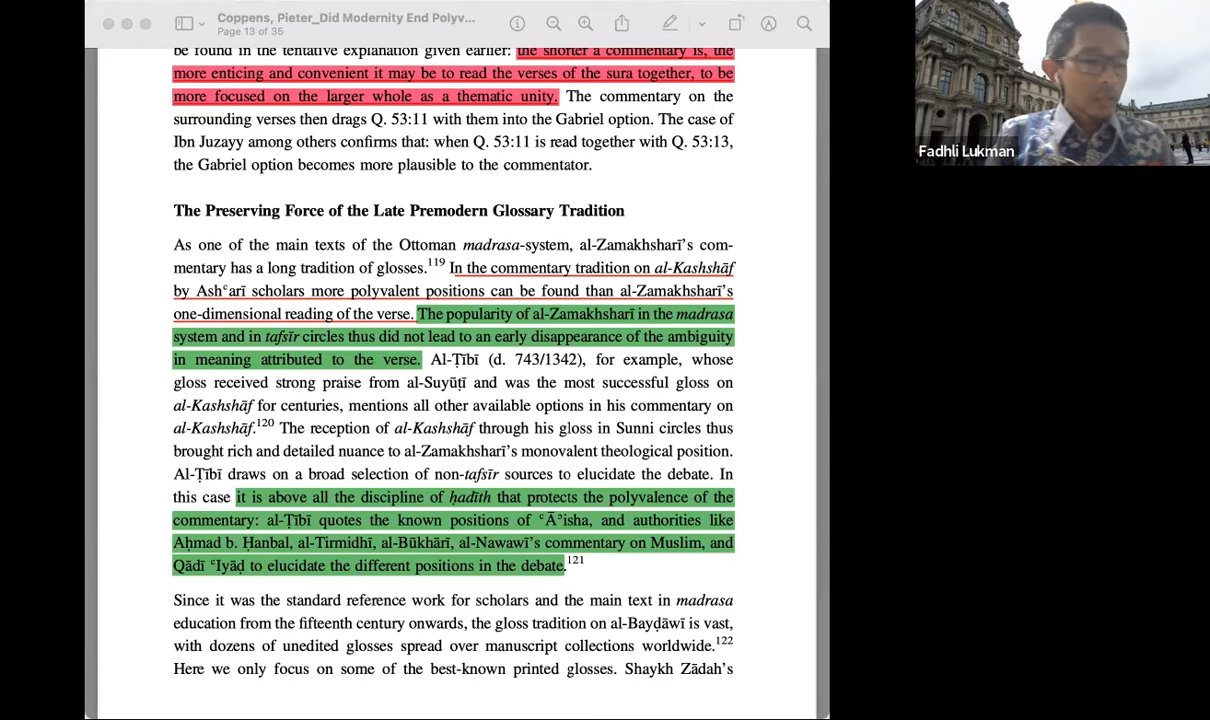 Coppens, Pieter_Did Modernity End Polyv...
Page 13 of 35
be found in the tentative explanation given earlier: the shorter a commentary is, the
more enticing and convenient it may be to read the verses of the sura together, to be
more focused on the larger whole as a thematic unity. The commentary on the
surrounding verses then drags Q. 53:11 with them into the Gabriel option. The case of
Ibn Juzayy among others confirms that: when Q. 53:11 is read together with Q. 53:13,
the Gabriel option becomes more plausible to the commentator.
The Preserving Force of the Late Premodern Glossary Tradition
As one of the main texts of the Ottoman madrasa-system, al-Zamakhsharī's com-
mentary has a long tradition of glosses.119 In the commentary tradition on al-Kashshāf
by Ashʿarī scholars more polyvalent positions can be found than al-Zamakhsharī's
one-dimensional reading of the verse. The popularity of al-Zamakhsharī in the madrasa
system and in tafsīr circles thus did not lead to an early disappearance of the ambiguity
in meaning attributed to the verse. Al-Ṭībī (d. 743/1342), for example, whose
gloss received strong praise from al-Suyūṭī and was the most successful gloss on
al-Kashshāf for centuries, mentions all other available options in his commentary on
al-Kashshāf.120 The reception of al-Kashshāf through his gloss in Sunni circles thus
brought rich and detailed nuance to al-Zamakhsharī's monovalent theological position.
Al-Ṭībī draws on a broad selection of non-tafsīr sources to elucidate the debate. In
this case it is above all the discipline of ḥadīth that protects the polyvalence of the
commentary: al-Ṭībī quotes the known positions of ʿĀʾisha, and authorities like
Aḥmad b. Ḥanbal, al-Tirmidhī, al-Būkhārī, al-Nawawī's commentary on Muslim, and
Qāḍī ʿIyāḍ to elucidate the different positions in the debate.121
Since it was the standard reference work for scholars and the main text in madrasa
education from the fifteenth century onwards, the gloss tradition on al-Bayḍāwī is vast,
with dozens of unedited glosses spread over manuscript collections worldwide.122
Here we only focus on some of the best-known printed glosses. Shaykh Zādah's
Fadhli Lukman